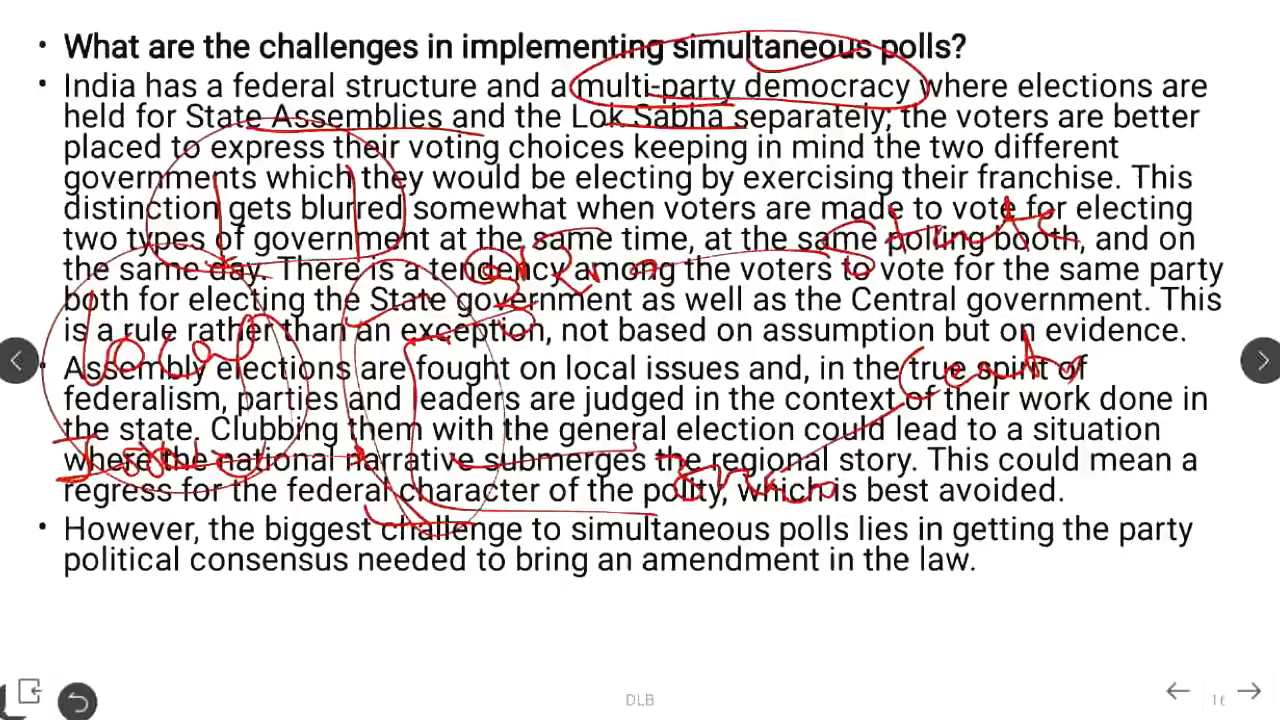 • What are the challenges in implementing simultaneous polls?
• India has a federal structure and a multi-party democracy where elections are
held for State Assemblies and the Lok Sabha separately; the voters are better
placed to express their voting choices keeping in mind the two different
governments which they would be electing by exercising their franchise. This
distinction gets blurred somewhat when voters are made to vote for electing
two types of government at the same time, at the same polling booth, and on
the same day. There is a tendency among the voters to vote for the same party
both for electing the State government as well as the Central government. This
is a rule rather than an exception, not based on assumption but on evidence.
• Assembly elections are fought on local issues and, in the true spirit of
federalism, parties and leaders are judged in the context of their work done in
the state. Clubbing them with the general election could lead to a situation
where the national narrative submerges the regional story. This could mean a
regress for the federal character of the polity, which is best avoided.
• However, the biggest challenge to simultaneous polls lies in getting the party
political consensus needed to bring an amendment in the law.
State
Local
DLB
16